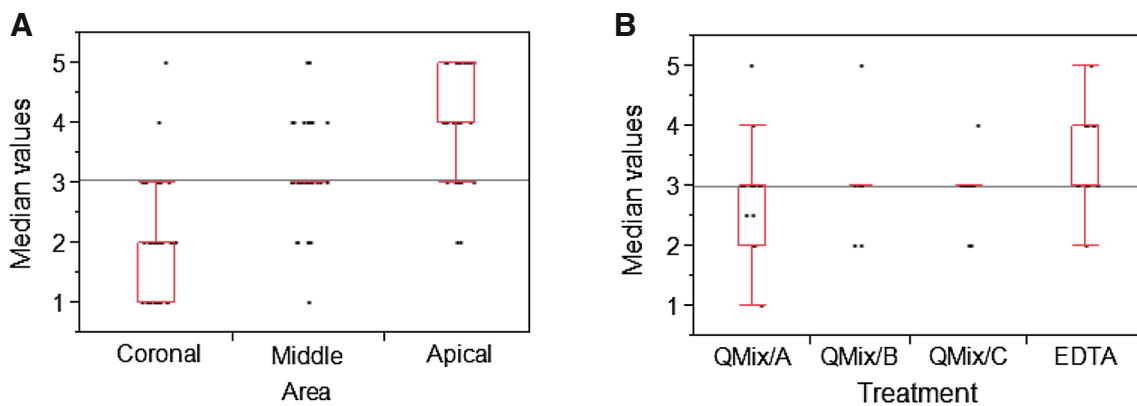 A
Median values
5
4
3
2
1
Coronal Middle Apical
Area
B
Median values
5
4
3
2
1
QMix/A QMix/B QMix/C EDTA
Treatment